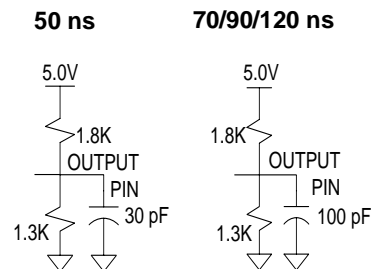 50 ns 70/90/120 ns
5.0V 5.0V
1.8K 1.8K
OUTPUT OUTPUT
PIN PIN
1.3K 30 pF 1.3K 100 pF